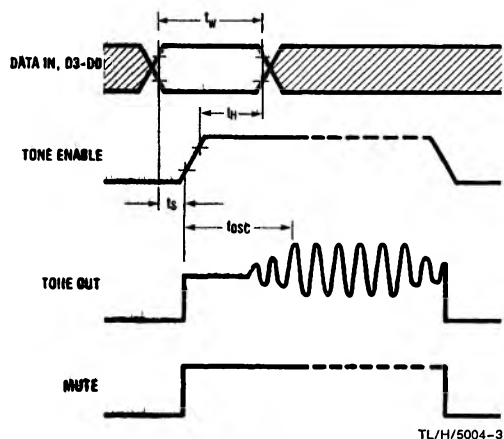 tw
DATA IN, D3-D0
tH
TONE ENABLE
ts
tosc
TONE OUT
MUTE
TL/H/5004-3